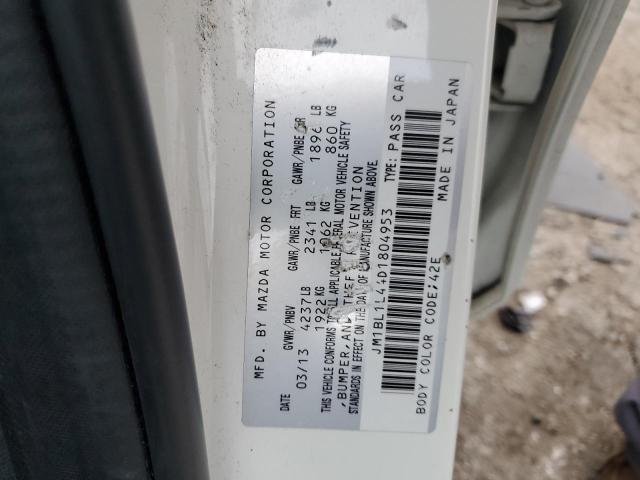 MFD. BY MAZDA MOTOR CORPORATION
DATE GVWR/PNBV GAWR/PNBE FRT GAWR/PNBE RR
03/13 4237LB 2341 LB 1896 LB
1922KG 1062 KG 860 KG
THIS VEHICLE CONFORMS TO ALL APPLICABLE FEDERAL MOTOR VEHICLE SAFETY
,BUMPER,AND THEFT PREVENTION
STANDARDS IN EFFECT ON THE DATE OF MANUFACTURE SHOWN ABOVE.
JM1BL1L44D1804953 TYPE: PASS CAR
BODY COLOR CODE;42E MADE IN JAPAN